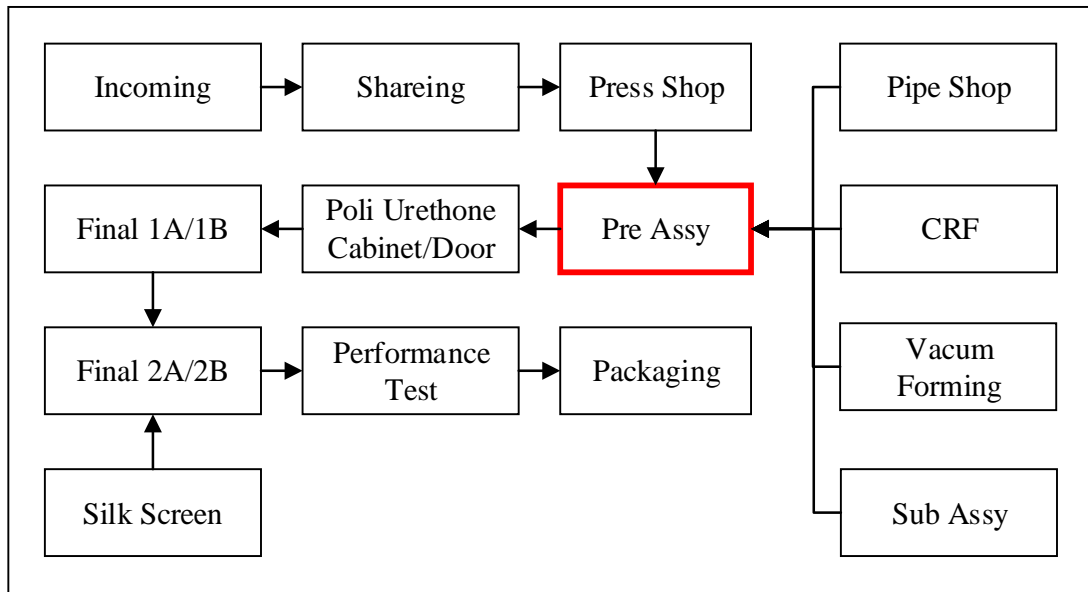 Incoming
Shareing
Press Shop
Pipe Shop
Final 1A/1B
Poli Urethone
Cabinet/Door
Pre Assy
CRF
Final 2A/2B
Performance
Test
Packaging
Vacum
Forming
Silk Screen
Sub Assy